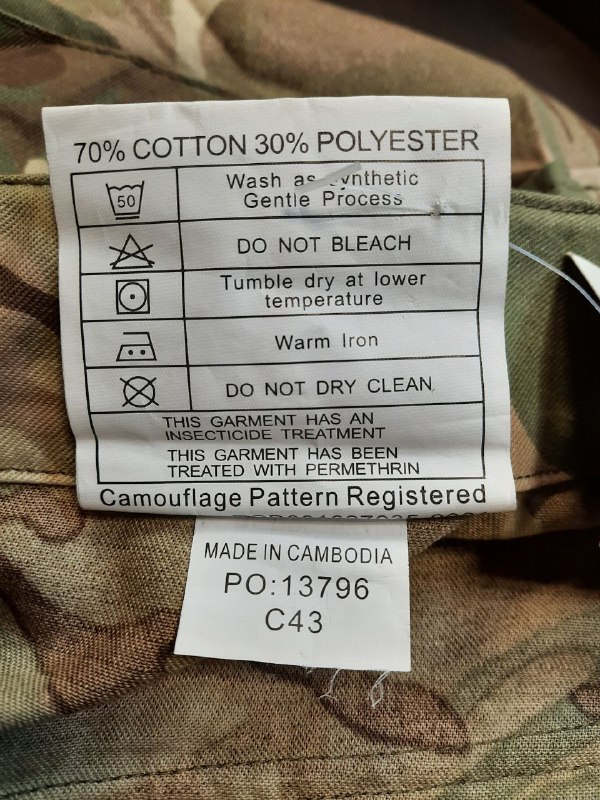 70% COTTON 30% POLYESTER
50
Wash as synthetic
Gentle Process
DO NOT BLEACH
Tumble dry at lower
temperature
Warm Iron
DO NOT DRY CLEAN
THIS GARMENT HAS AN
INSECTICIDE TREATMENT
THIS GARMENT HAS BEEN
TREATED WITH PERMETHRIN
Camouflage Pattern Registered
MADE IN CAMBODIA
PO:13796
C43